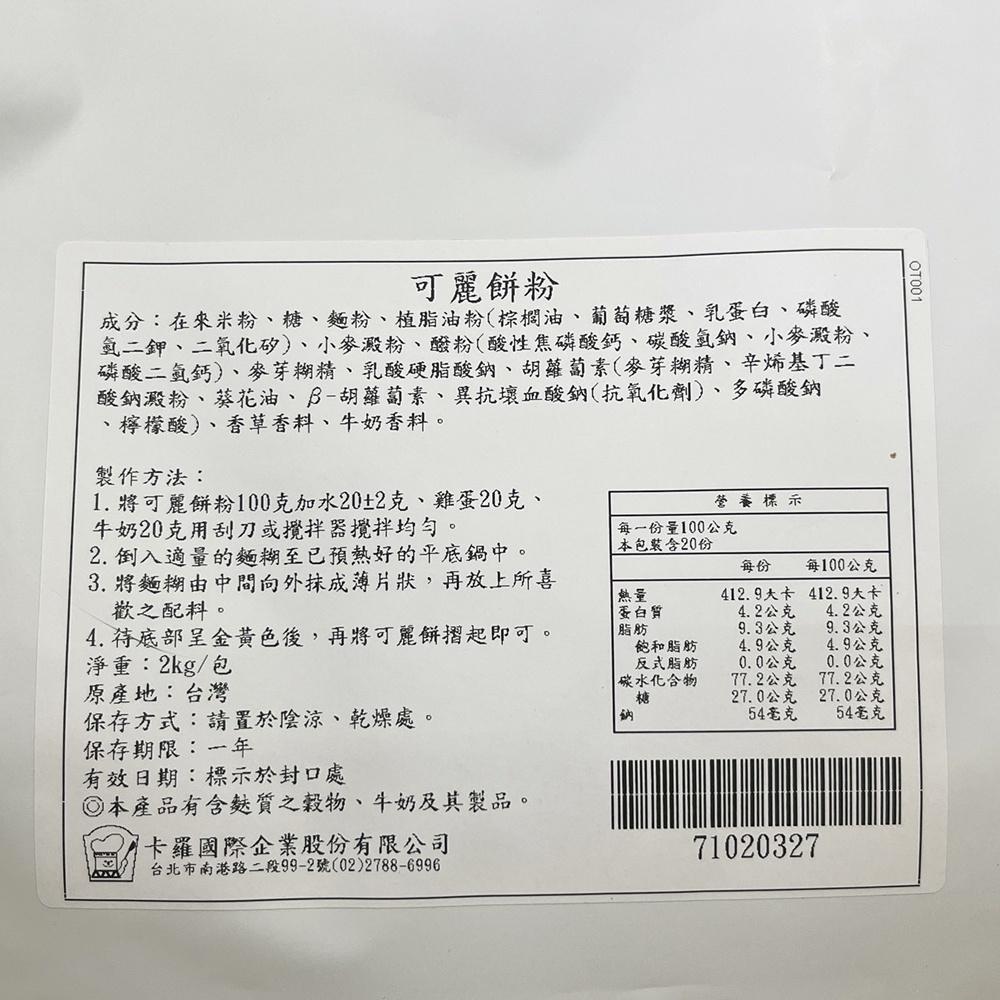 OT001
可麗餅粉
成分：在來米粉、糖、麵粉、植脂油粉(棕櫚油、葡萄糖漿、乳蛋白、磷酸
氫二鉀、二氧化矽)、小麥澱粉、醱粉(酸性焦磷酸鈣、碳酸氫鈉、小麥澱粉、
磷酸二氫鈣)、麥芽糊精、乳酸硬脂酸鈉、胡蘿蔔素(麥芽糊精、辛烯基丁二
酸鈉澱粉、葵花油、β-胡蘿蔔素、異抗壞血酸鈉(抗氧化劑)、多磷酸鈉
、檸檬酸)、香草香料、牛奶香料。
製作方法：
1.將可麗餅粉100克加水20±2克、雞蛋20克、
牛奶20克用刮刀或攪拌器攪拌均勻。
2.倒入適量的麵糊至已預熱好的平底鍋中。
3.將麵糊由中間向外抹成薄片狀，再放上所喜
歡之配料。
4.待底部呈金黃色後，再將可麗餅摺起即可。
淨重：2kg/包
原產地：台灣
保存方式：請置於陰涼、乾燥處。
保存期限：一年
有效日期：標示於封口處
◎本產品有含麩質之穀物、牛奶及其製品。
卡羅國際企業股份有限公司
台北市南港路二段99-2號(02)2788-6996
營養標示
每一份量100公克
本包裝含20份
每份 每100公克
熱量 412.9大卡 412.9大卡
蛋白質 4.2公克 4.2公克
脂肪 9.3公克 9.3公克
飽和脂肪 4.9公克 4.9公克
反式脂肪 0.0公克 0.0公克
碳水化合物 77.2公克 77.2公克
糖 27.0公克 27.0公克
鈉 54毫克 54毫克
71020327